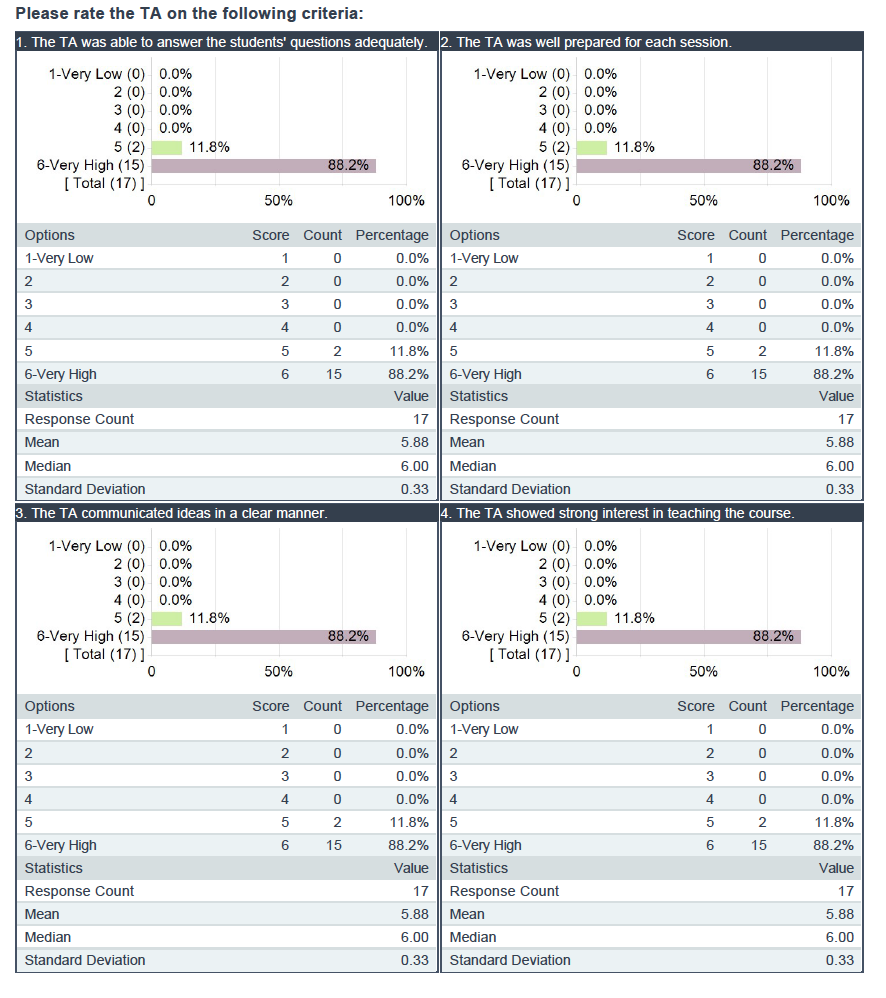 Please rate the TA on the following criteria:
1. The TA was able to answer the students' questions adequately.
1-Very Low (0) 0.0%
2 (0) 0.0%
3 (0) 0.0%
4 (0) 0.0%
5 (2) 11.8%
6-Very High (15) 88.2%
[ Total (17) ]
0 50% 100%
Options Score Count Percentage
1-Very Low 1 0 0.0%
2 2 0 0.0%
3 3 0 0.0%
4 4 0 0.0%
5 5 2 11.8%
6-Very High 6 15 88.2%
Statistics Value
Response Count 17
Mean 5.88
Median 6.00
Standard Deviation 0.33
2. The TA was well prepared for each session.
1-Very Low (0) 0.0%
2 (0) 0.0%
3 (0) 0.0%
4 (0) 0.0%
5 (2) 11.8%
6-Very High (15) 88.2%
[ Total (17) ]
0 50% 100%
Options Score Count Percentage
1-Very Low 1 0 0.0%
2 2 0 0.0%
3 3 0 0.0%
4 4 0 0.0%
5 5 2 11.8%
6-Very High 6 15 88.2%
Statistics Value
Response Count 17
Mean 5.88
Median 6.00
Standard Deviation 0.33
3. The TA communicated ideas in a clear manner.
1-Very Low (0) 0.0%
2 (0) 0.0%
3 (0) 0.0%
4 (0) 0.0%
5 (2) 11.8%
6-Very High (15) 88.2%
[ Total (17) ]
0 50% 100%
Options Score Count Percentage
1-Very Low 1 0 0.0%
2 2 0 0.0%
3 3 0 0.0%
4 4 0 0.0%
5 5 2 11.8%
6-Very High 6 15 88.2%
Statistics Value
Response Count 17
Mean 5.88
Median 6.00
Standard Deviation 0.33
4. The TA showed strong interest in teaching the course.
1-Very Low (0) 0.0%
2 (0) 0.0%
3 (0) 0.0%
4 (0) 0.0%
5 (2) 11.8%
6-Very High (15) 88.2%
[ Total (17) ]
0 50% 100%
Options Score Count Percentage
1-Very Low 1 0 0.0%
2 2 0 0.0%
3 3 0 0.0%
4 4 0 0.0%
5 5 2 11.8%
6-Very High 6 15 88.2%
Statistics Value
Response Count 17
Mean 5.88
Median 6.00
Standard Deviation 0.33